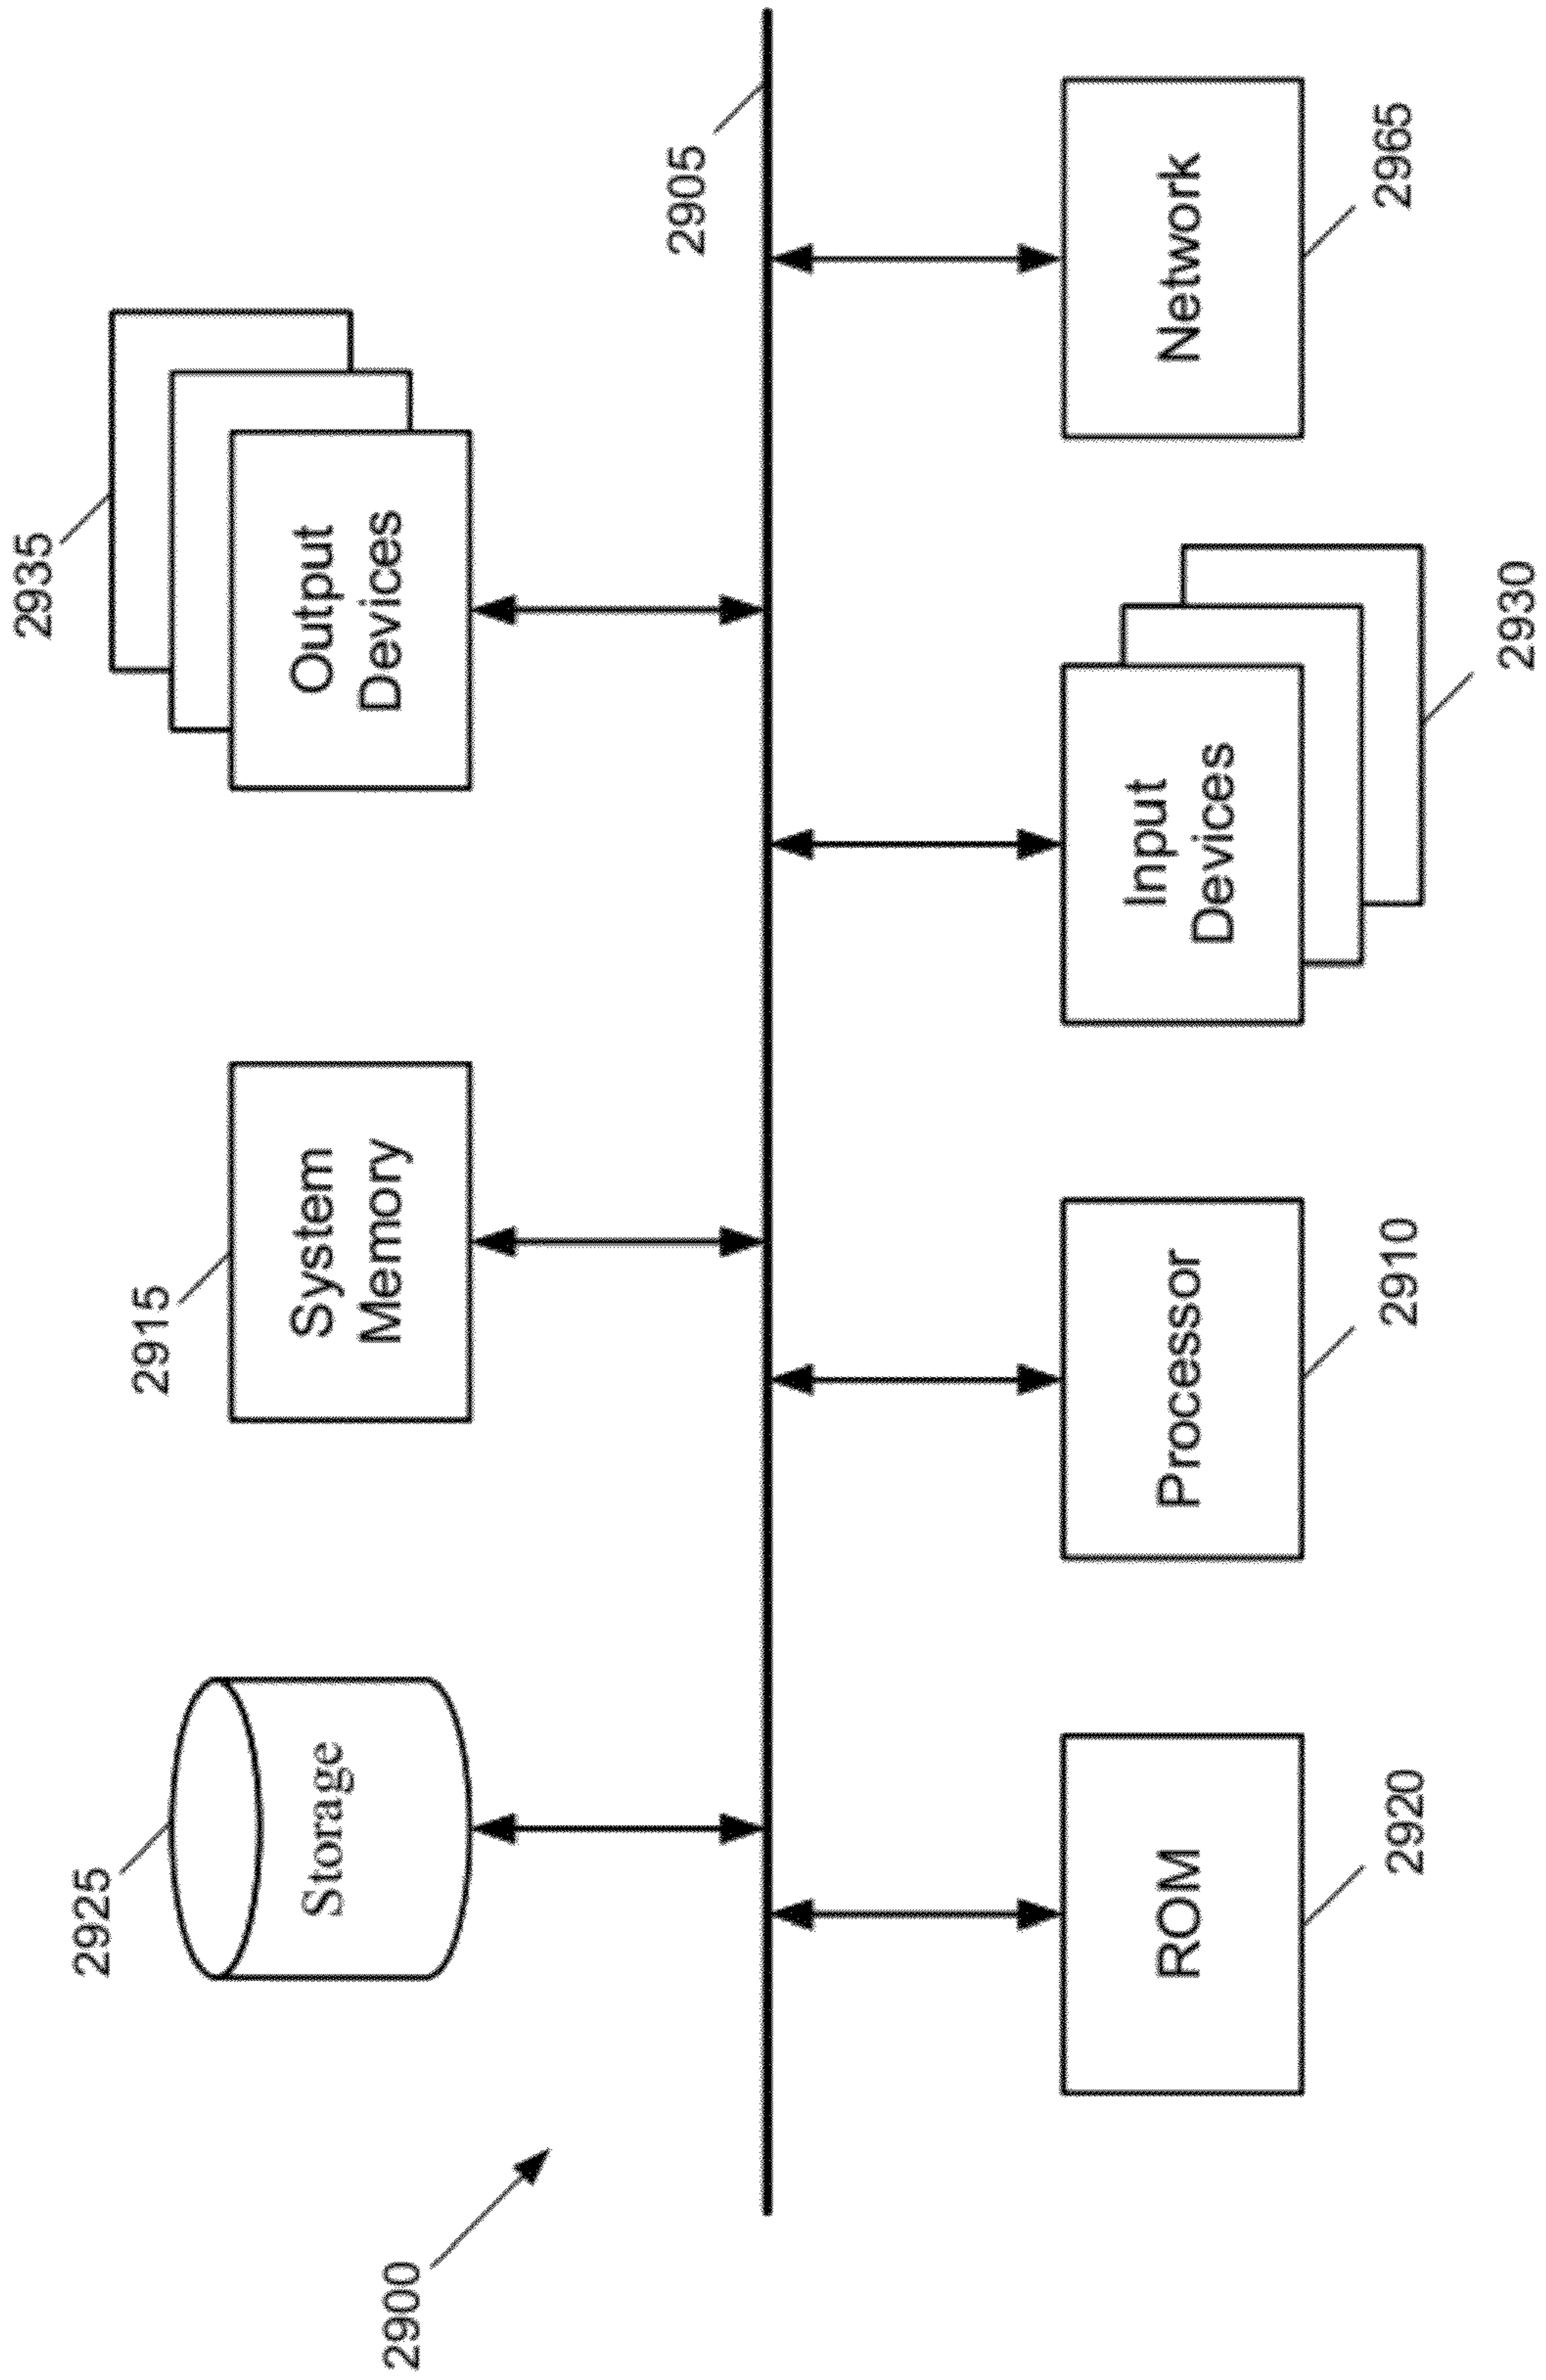 2925
2915
2935
Storage
System
Memory
Output
Devices
2900
2905
ROM
Processor
Input
Devices
Network
2920
2910
2930
2965